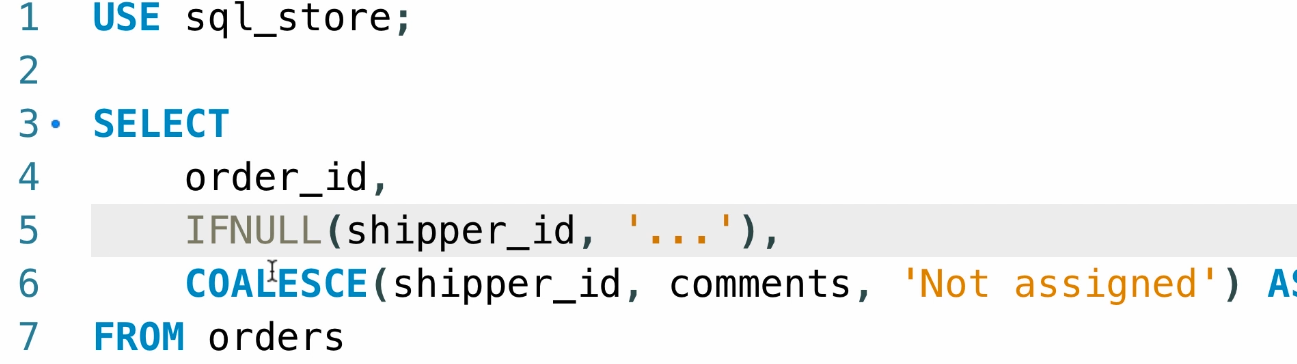 1 USE sql_store;
2
3 SELECT
4 order_id,
5 IFNULL(shipper_id, '...'),
6 COALESCE(shipper_id, comments, 'Not assigned')
7 FROM orders